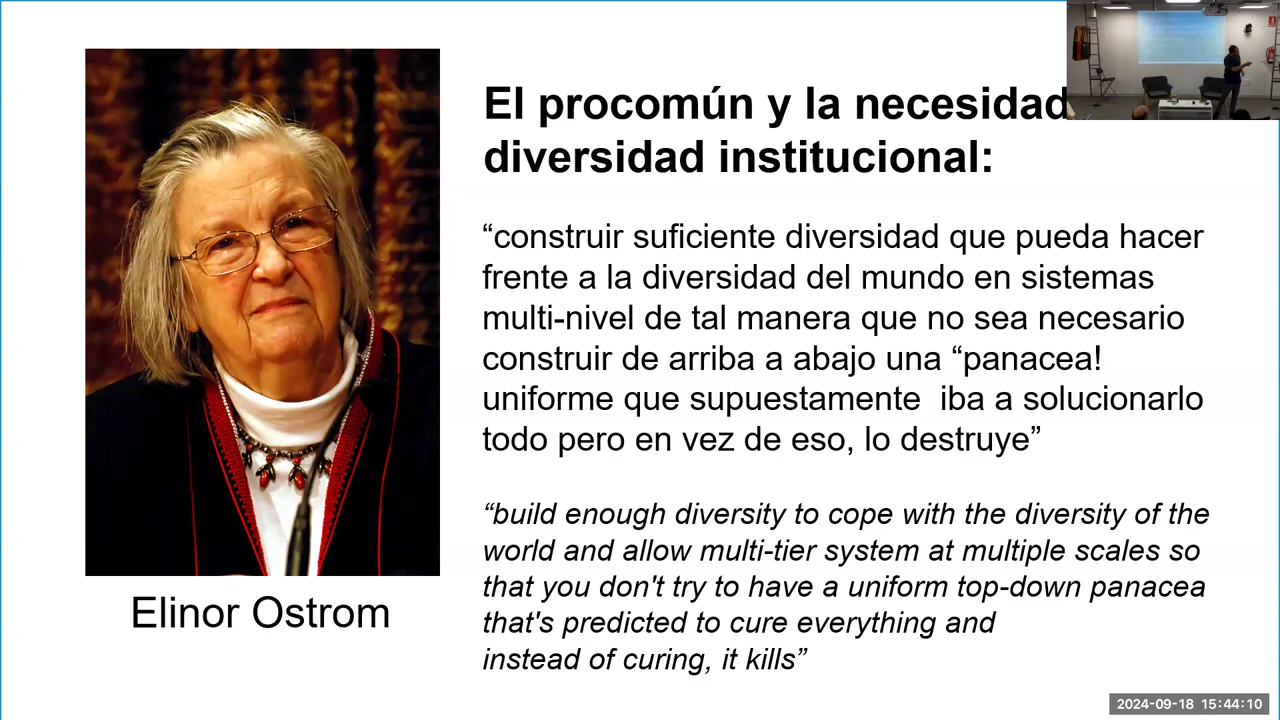 El procomún y la necesidad
diversidad institucional:
“construir suficiente diversidad que pueda hacer
frente a la diversidad del mundo en sistemas
multi-nivel de tal manera que no sea necesario
construir de arriba a abajo una “panacea!
uniforme que supuestamente  iba a solucionarlo
todo pero en vez de eso, lo destruye”
“build enough diversity to cope with the diversity of the
world and allow multi-tier system at multiple scales so
that you don't try to have a uniform top-down panacea
that's predicted to cure everything and
instead of curing, it kills”
Elinor Ostrom
2024-09-18 15:44:10